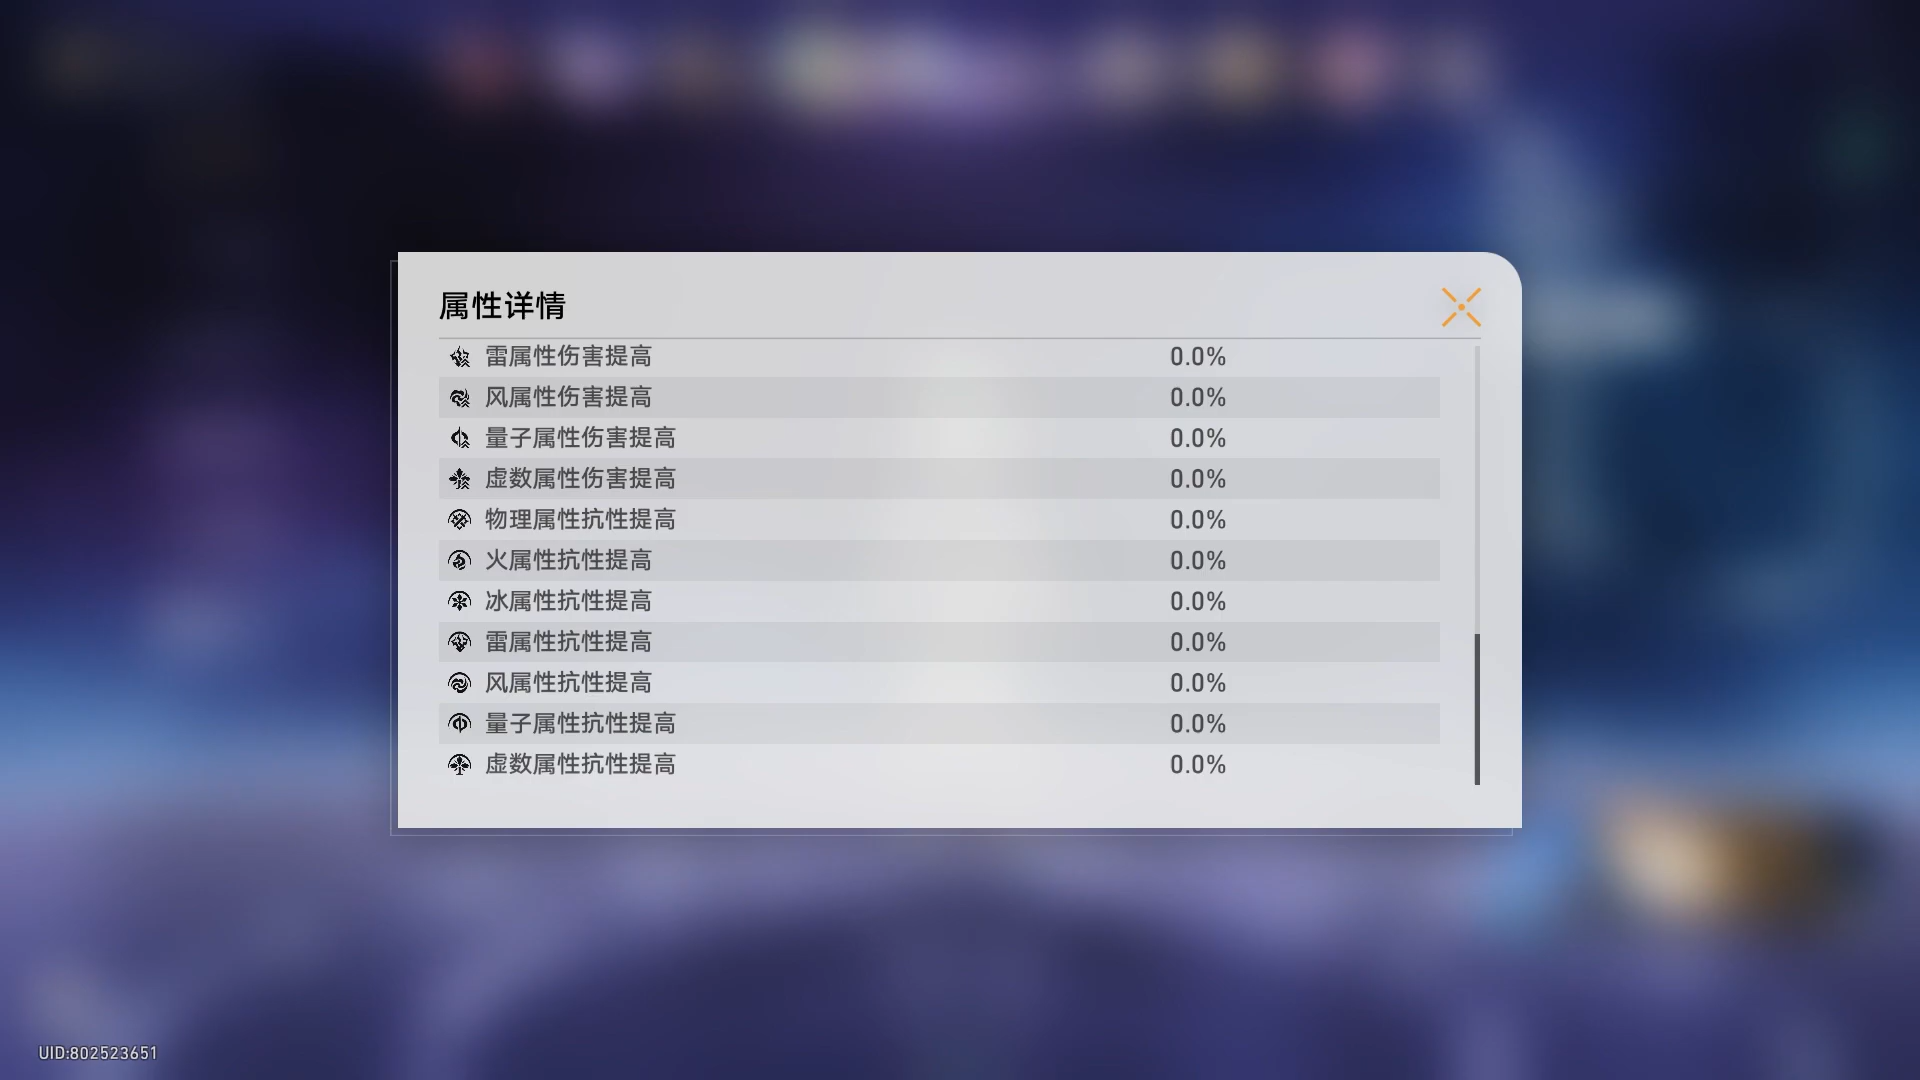 属性详情
雷属性伤害提高 0.0%
风属性伤害提高 0.0%
量子属性伤害提高 0.0%
虚数属性伤害提高 0.0%
物理属性抗性提高 0.0%
火属性抗性提高 0.0%
冰属性抗性提高 0.0%
雷属性抗性提高 0.0%
风属性抗性提高 0.0%
量子属性抗性提高 0.0%
虚数属性抗性提高 0.0%
UID:802523651